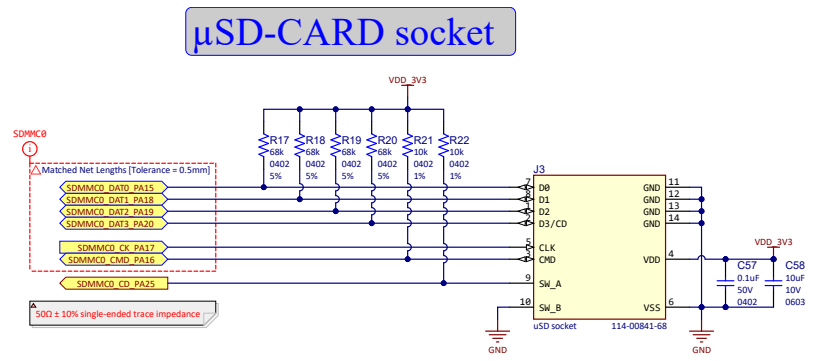 µSD-CARD socket
VDD_3V3
SDMMC0
1
R17 R18 R19 R20 R21 R22
68k 68k 68k 68k 10k 10k
0402 0402 0402 0402 0402 0402
5% 5% 5% 5% 1% 1%
Matched Net Lengths [Tolerance = 0.5mm]
J3
SDMMC0_DAT0_PA15 7 D0 GND 11
SDMMC0_DAT1_PA18 8 D1 GND 12
SDMMC0_DAT2_PA19 1 D2 GND 13
SDMMC0_DAT3_PA20 2 D3/CD GND 14
SDMMC0_CK_PA17 5 CLK
VDD_3V3
SDMMC0_CMD_PA16 3 CMD VDD 4
SDMMC0_CD_PA25 9 SW_A
C57 C58
0.1uF 10uF
50V 10V
0402 0603
10 SW_B VSS 6
50Ω ± 10% single-ended trace impedance
uSD socket 114-00841-68
GND GND